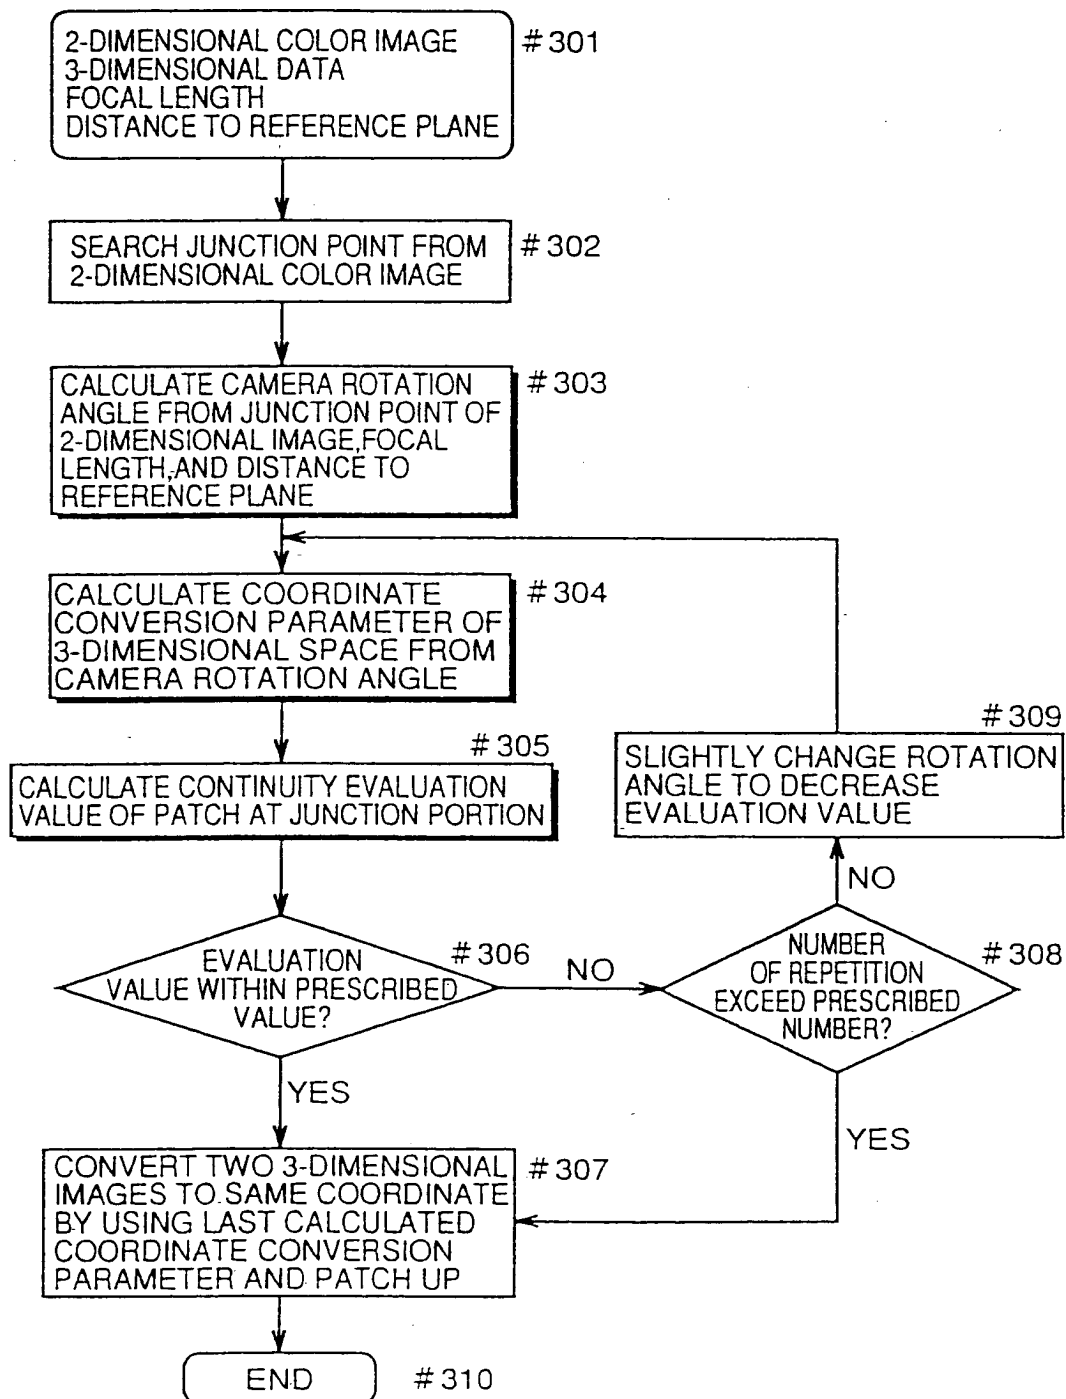 2-DIMENSIONAL COLOR IMAGE
3-DIMENSIONAL DATA
FOCAL LENGTH
DISTANCE TO REFERENCE PLANE
#301
SEARCH JUNCTION POINT FROM
2-DIMENSIONAL COLOR IMAGE
#302
CALCULATE CAMERA ROTATION
ANGLE FROM JUNCTION POINT OF
2-DIMENSIONAL IMAGE,FOCAL
LENGTH,AND DISTANCE TO
REFERENCE PLANE
#303
CALCULATE COORDINATE
CONVERSION PARAMETER OF
3-DIMENSIONAL SPACE FROM
CAMERA ROTATION ANGLE
#304
#305
CALCULATE CONTINUITY EVALUATION
VALUE OF PATCH AT JUNCTION PORTION
#309
SLIGHTLY CHANGE ROTATION
ANGLE TO DECREASE
EVALUATION VALUE
NO
EVALUATION
VALUE WITHIN PRESCRIBED
VALUE?
#306
NO
NUMBER
OF REPETITION
EXCEED PRESCRIBED
NUMBER?
#308
YES
YES
CONVERT TWO 3-DIMENSIONAL
IMAGES TO SAME COORDINATE
BY USING LAST CALCULATED
COORDINATE CONVERSION
PARAMETER AND PATCH UP
#307
END
#310